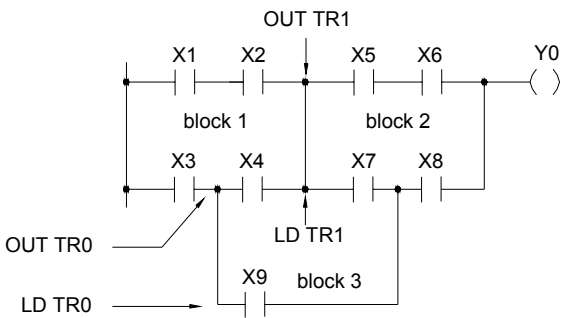 OUT TR1
X1 X2 X5 X6 Y0
block 1 block 2
X3 X4 X7 X8
OUT TR0
LD TR1
X9 block 3
LD TR0